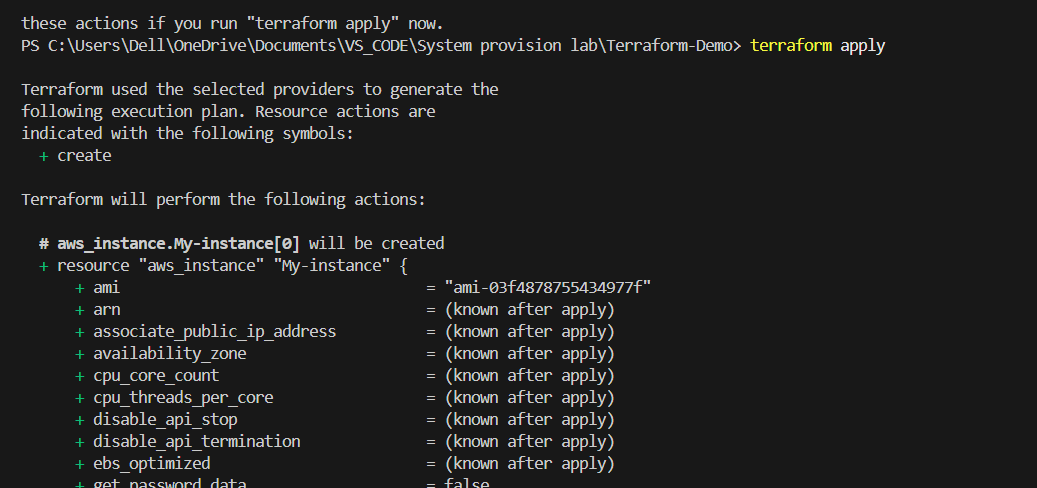 these actions if you run "terraform apply" now.
PS C:\Users\Dell\OneDrive\Documents\VS_CODE\System provision lab\Terraform-Demo> terraform apply
Terraform used the selected providers to generate the
following execution plan. Resource actions are
indicated with the following symbols:
+ create
Terraform will perform the following actions:
# aws_instance.My-instance[0] will be created
+ resource "aws_instance" "My-instance" {
+ ami = "ami-03f4878755434977f"
+ arn = (known after apply)
+ associate_public_ip_address = (known after apply)
+ availability_zone = (known after apply)
+ cpu_core_count = (known after apply)
+ cpu_threads_per_core = (known after apply)
+ disable_api_stop = (known after apply)
+ disable_api_termination = (known after apply)
+ ebs_optimized = (known after apply)
+ get_password_data = false